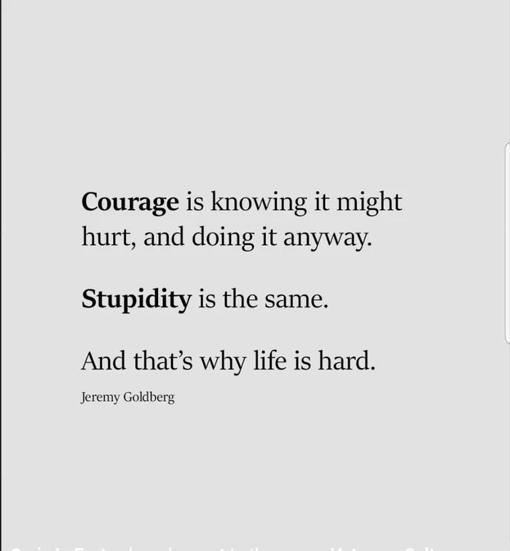 Courage is knowing it might
hurt, and doing it anyway.
Stupidity is the same.
And that’s why life is hard.
Jeremy Goldberg